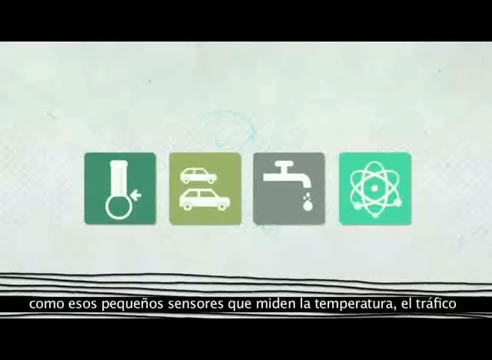 como esos pequeños sensores que miden la temperatura, el tráfico